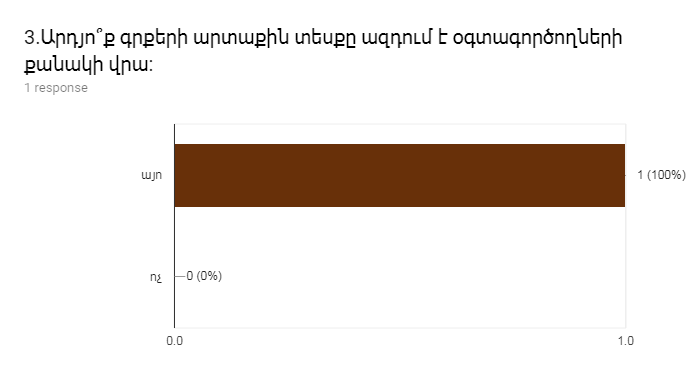 3.Արդյո՞ք գրքերի արտաքին տեսքը ազդում է օգտագործողների
քանակի վրա:
1 response
այո
1 (100%)
ոչ
0 (0%)
0.0
1.0